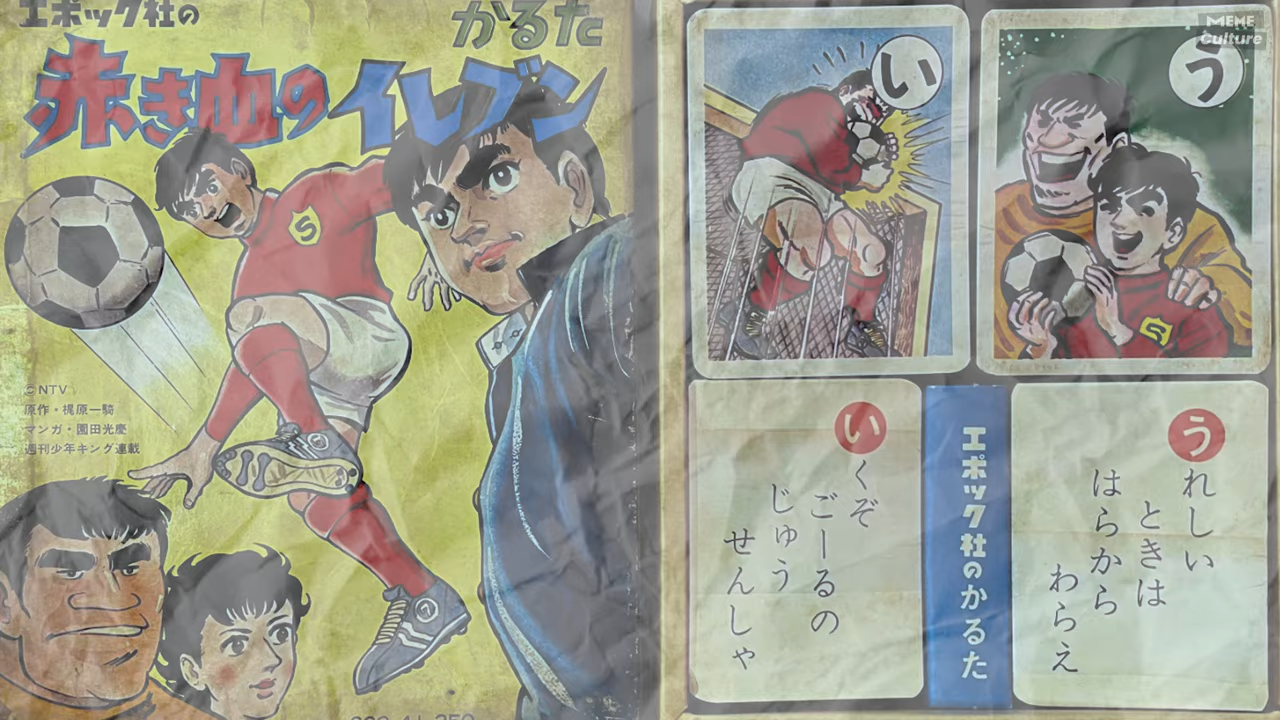 エポック社の
かるた
赤き血のイレブン
S
©NTV
原作・梶原一騎
マンガ・園田光慶
週刊少年キング連載
い
う
MEME
Culture
S
い
くぞ
ごーるの
じゅう
せんしゃ
エポック社のかるた
う
れしい
ときは
はらから
わらえ